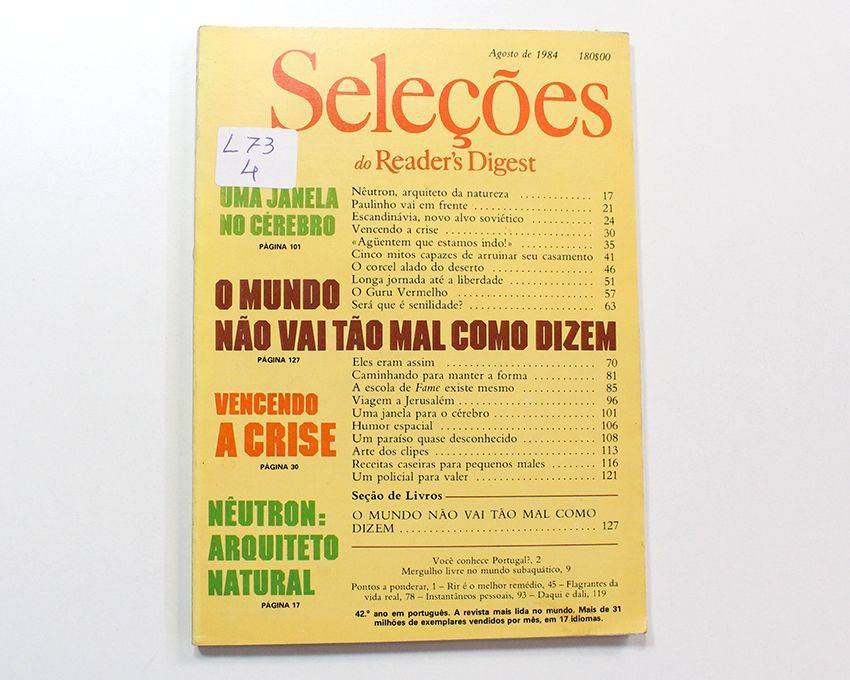 Agosto de 1984 180$00
Seleções
do Reader's Digest
L73
4
UMA JANELA
NO CÉREBRO
PÁGINA 101
O MUNDO
NÃO VAI TÃO MAL COMO DIZEM
PÁGINA 127
VENCENDO
A CRISE
PÁGINA 30
NÊUTRON:
ARQUITETO
NATURAL
PÁGINA 17
Nêutron, arquiteto da natureza . . . . . . . . . . . . 17
Paulinho vai em frente . . . . . . . . . . . . . . . . . 21
Escandinávia, novo alvo soviético . . . . . . . . . . 24
Vencendo a crise . . . . . . . . . . . . . . . . . . . . . 30
«Agüentem que estamos indo!» . . . . . . . . . . . 35
Cinco mitos capazes de arruinar seu casamento 41
O corcel alado do deserto . . . . . . . . . . . . . . . 46
Longa jornada até a liberdade . . . . . . . . . . . . 51
O Guru Vermelho . . . . . . . . . . . . . . . . . . . . 57
Será que é senilidade? . . . . . . . . . . . . . . . . . 63
Eles eram assim . . . . . . . . . . . . . . . . . . . . . 70
Caminhando para manter a forma . . . . . . . . . 81
A escola de Fame existe mesmo . . . . . . . . . . . 85
Viagem a Jerusalém . . . . . . . . . . . . . . . . . . . 96
Uma janela para o cérebro . . . . . . . . . . . . . . 101
Humor espacial . . . . . . . . . . . . . . . . . . . . . 106
Um paraíso quase desconhecido . . . . . . . . . . 108
Arte dos clipes . . . . . . . . . . . . . . . . . . . . . . 113
Receitas caseiras para pequenos males . . . . . . 116
Um policial para valer . . . . . . . . . . . . . . . . . 121
Seção de Livros
O MUNDO NÃO VAI TÃO MAL COMO
DIZEM . . . . . . . . . . . . . . . . . . . . . . . . . . . 127
Você conhece Portugal?, 2
Mergulho livre no mundo subaquático, 9
Pontos a ponderar, 1 – Rir é o melhor remédio, 45 – Flagrantes da
vida real, 78 – Instantâneos pessoais, 93 – Daqui e dali, 119
42.º ano em português. A revista mais lida no mundo. Mais de 31
milhões de exemplares vendidos por mês, em 17 idiomas.